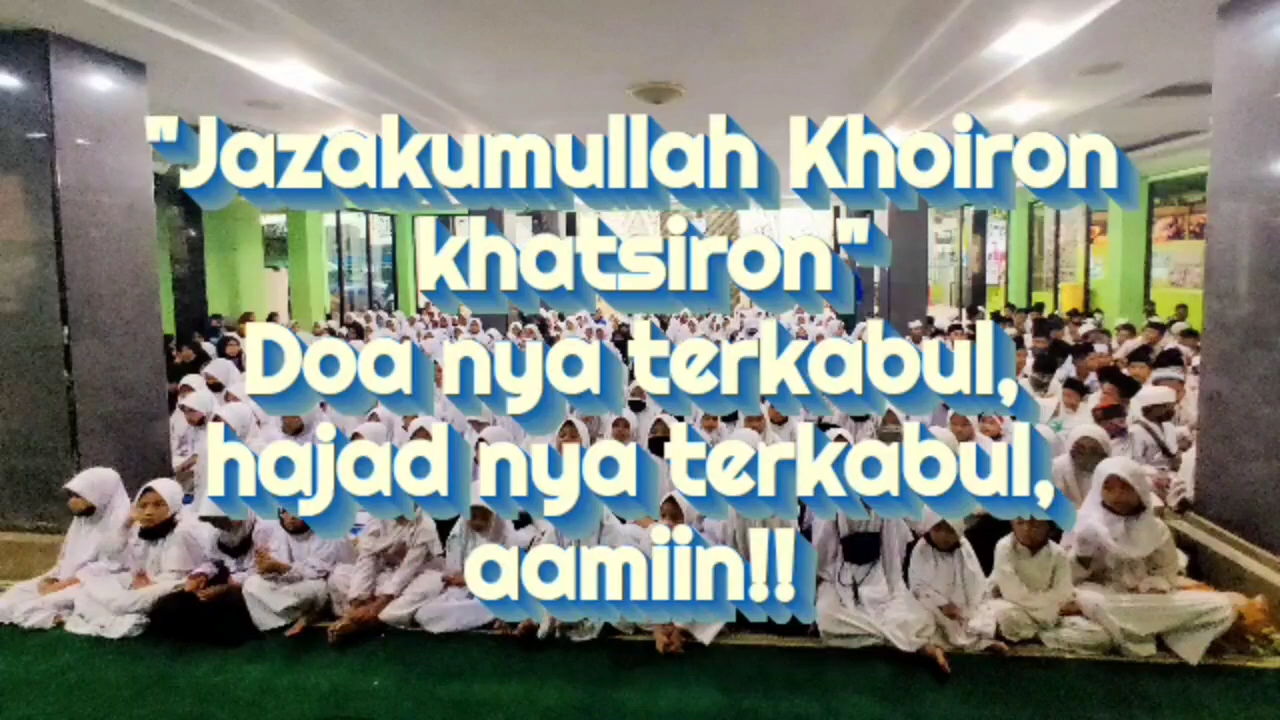 "Jazakumullah Khoiron
khatsiron"
Doa nya terkabul,
hajad nya terkabul,
aamiin!!